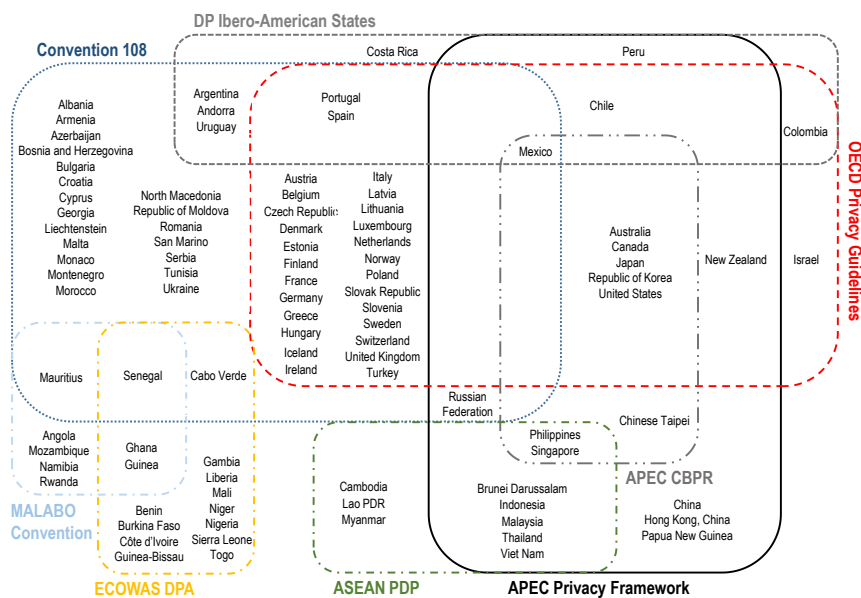 DP Ibero-American States
Convention 108
Costa Rica
Peru
Argentina
Andorra
Uruguay
Portugal
Spain
Chile
Colombia
Mexico
OECD Privacy Guidelines
Albania
Armenia
Azerbaijan
Bosnia and Herzegovina
Bulgaria
Croatia
Cyprus
Georgia
Liechtenstein
Malta
Monaco
Montenegro
Morocco
North Macedonia
Republic of Moldova
Romania
San Marino
Serbia
Tunisia
Ukraine
Austria
Belgium
Czech Republic
Denmark
Estonia
Finland
France
Germany
Greece
Hungary
Iceland
Ireland
Italy
Latvia
Lithuania
Luxembourg
Netherlands
Norway
Poland
Slovak Republic
Slovenia
Sweden
Switzerland
United Kingdom
Turkey
Australia
Canada
Japan
Republic of Korea
United States
New Zealand
Israel
Mauritius
Senegal
Cabo Verde
Russian
Federation
Chinese Taipei
Angola
Mozambique
Namibia
Rwanda
Ghana
Guinea
Gambia
Liberia
Mali
Niger
Nigeria
Sierra Leone
Togo
Philippines
Singapore
APEC CBPR
MALABO
Convention
Benin
Burkina Faso
Côte d'Ivoire
Guinea-Bissau
Cambodia
Lao PDR
Myanmar
Brunei Darussalam
Indonesia
Malaysia
Thailand
Viet Nam
China
Hong Kong, China
Papua New Guinea
ECOWAS DPA
ASEAN PDP
APEC Privacy Framework